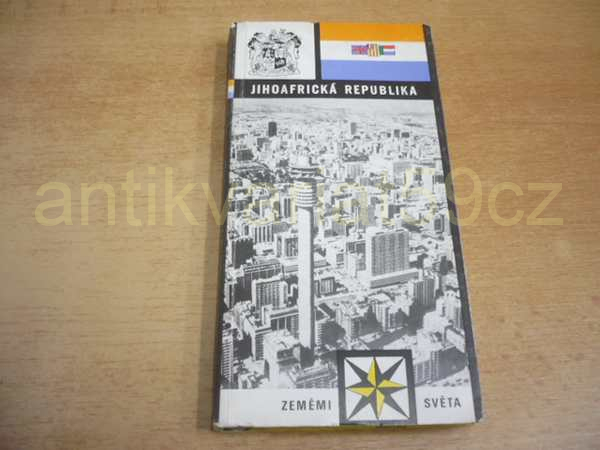 JIHOAFRICKÁ REPUBLIKA
ZEMĚMI SVĚTA